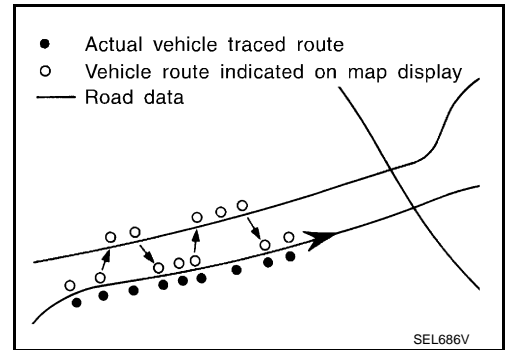 Actual vehicle traced route
Vehicle route indicated on map display
Road data
SEL686V